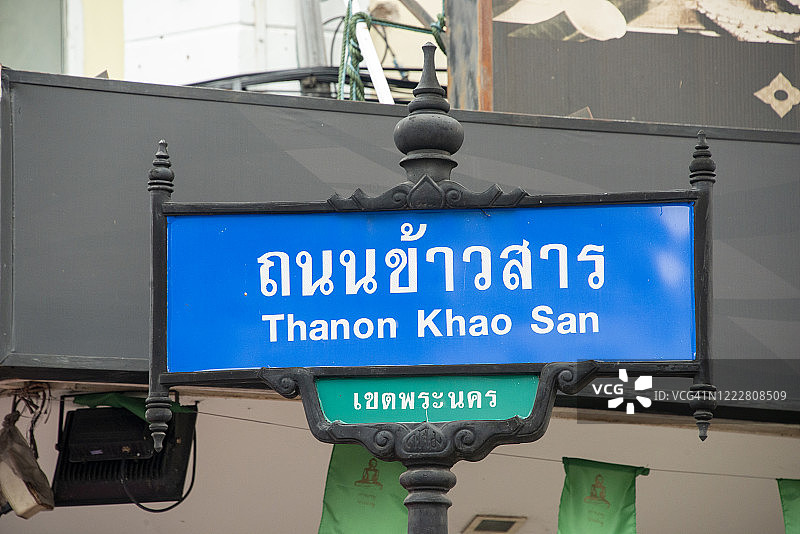 ถนนข้าวสาร
Thanon Khao San
เขตพระนคร
VCG
VCG41N1222808509